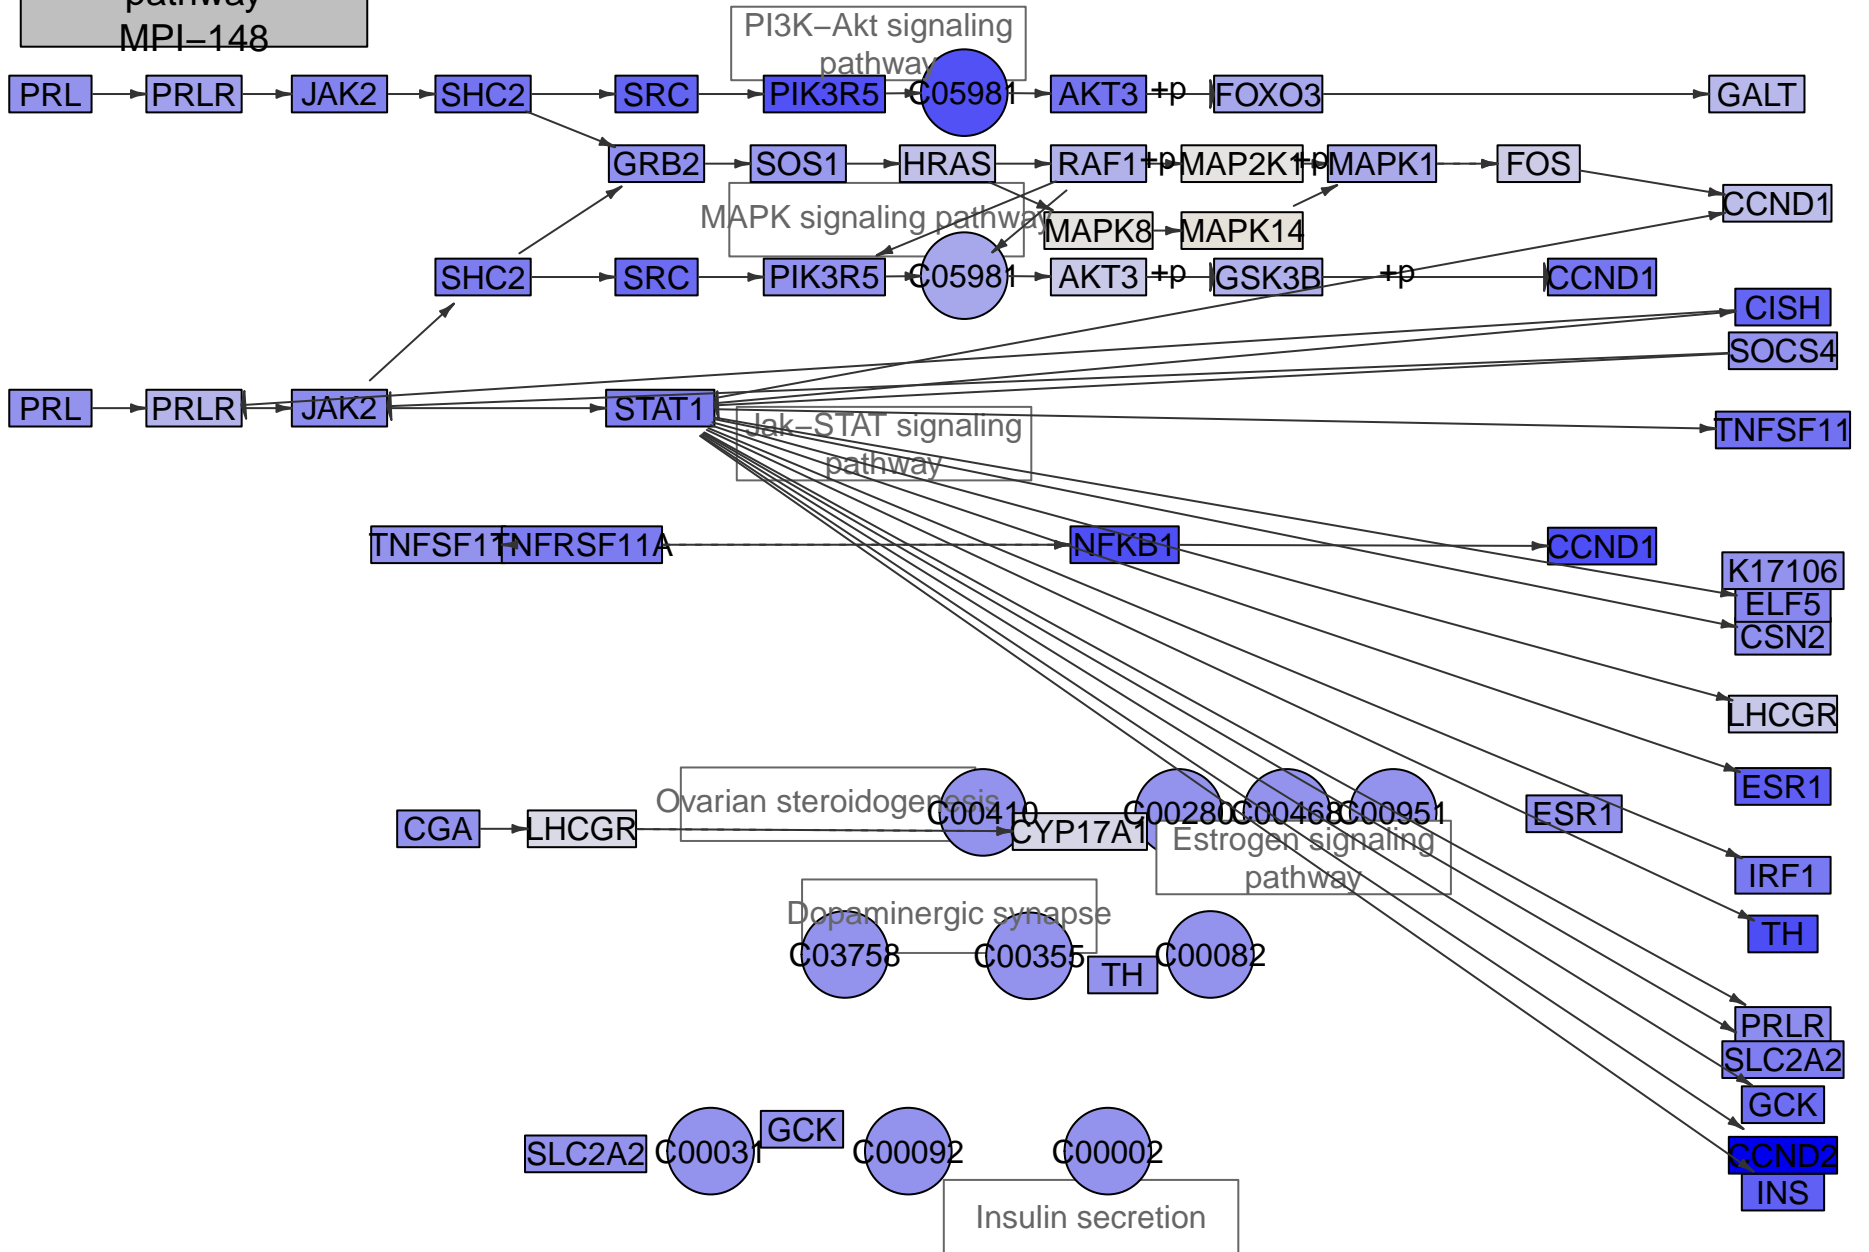 pathway
MPI–148
PI3K–Akt signaling
pathway
PRL
PRLR
JAK2
SHC2
SRC
PIK3R5
C05981
AKT3
+p
FOXO3
GALT
GRB2
SOS1
HRAS
RAF1
+p
MAP2K1
+p
MAPK1
FOS
CCND1
MAPK signaling pathway
MAPK8
MAPK14
SHC2
SRC
PIK3R5
C05981
AKT3
+p
GSK3B
+p
CCND1
CISH
SOCS4
PRL
PRLR
JAK2
STAT1
Jak–STAT signaling
pathway
TNFSF11
TNFSF11
TNFRSF11A
NFKB1
CCND1
K17106
ELF5
CSN2
LHCGR
ESR1
Ovarian steroidogenesis
C00410
C00280
C00468
C00951
ESR1
CGA
LHCGR
CYP17A1
Estrogen signaling
pathway
IRF1
Dopaminergic synapse
TH
C03758
C00355
TH
C00082
PRLR
SLC2A2
GCK
GCK
SLC2A2
C00031
C00092
C00002
CCND2
INS
Insulin secretion